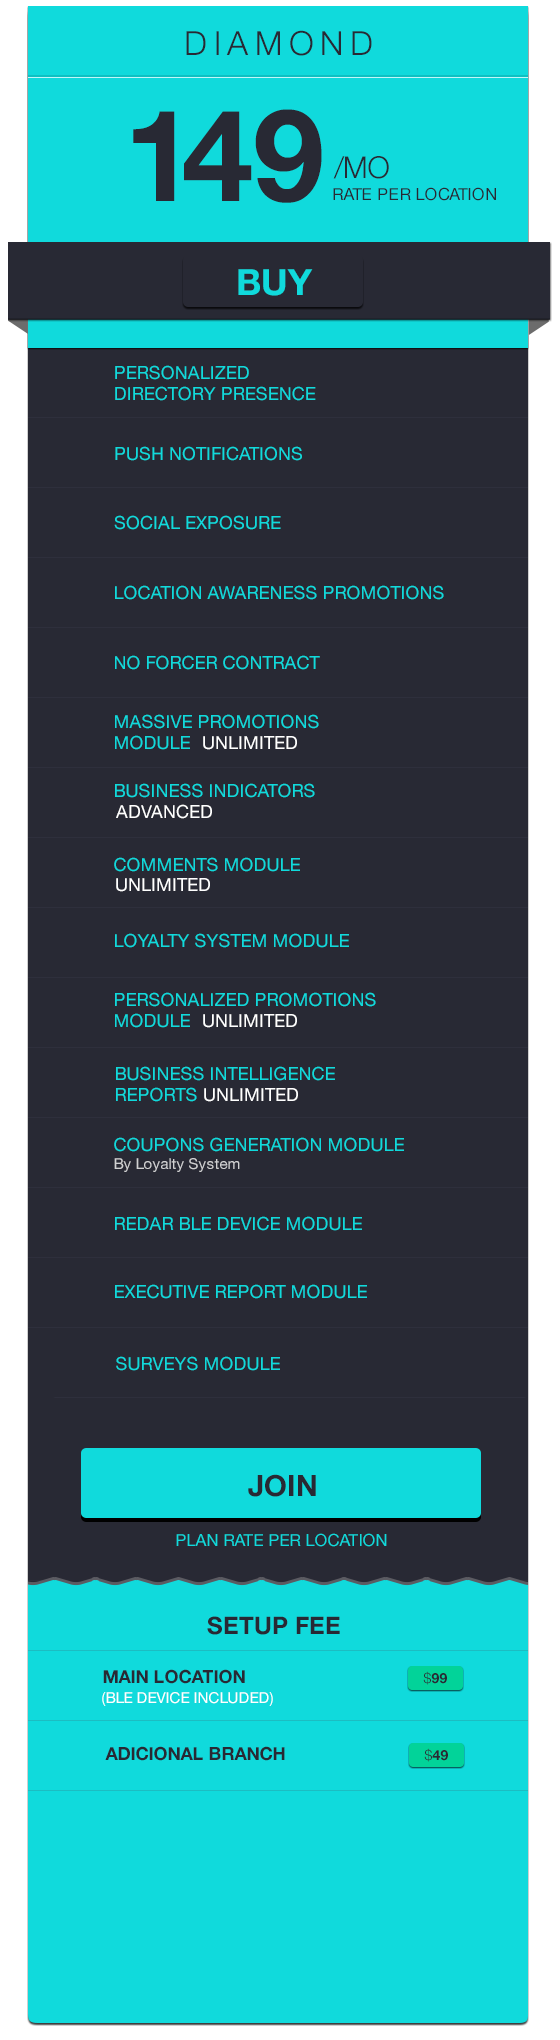 DIAMOND
149 /MO
RATE PER LOCATION
BUY
PERSONALIZED
DIRECTORY PRESENCE
PUSH NOTIFICATIONS
SOCIAL EXPOSURE
LOCATION AWARENESS PROMOTIONS
NO FORCER CONTRACT
MASSIVE PROMOTIONS
MODULE UNLIMITED
BUSINESS INDICATORS
ADVANCED
COMMENTS MODULE
UNLIMITED
LOYALTY SYSTEM MODULE
PERSONALIZED PROMOTIONS
MODULE UNLIMITED
BUSINESS INTELLIGENCE
REPORTS UNLIMITED
COUPONS GENERATION MODULE
By Loyalty System
REDAR BLE DEVICE MODULE
EXECUTIVE REPORT MODULE
SURVEYS MODULE
JOIN
PLAN RATE PER LOCATION
SETUP FEE
MAIN LOCATION $99
(BLE DEVICE INCLUDED)
ADICIONAL BRANCH $49